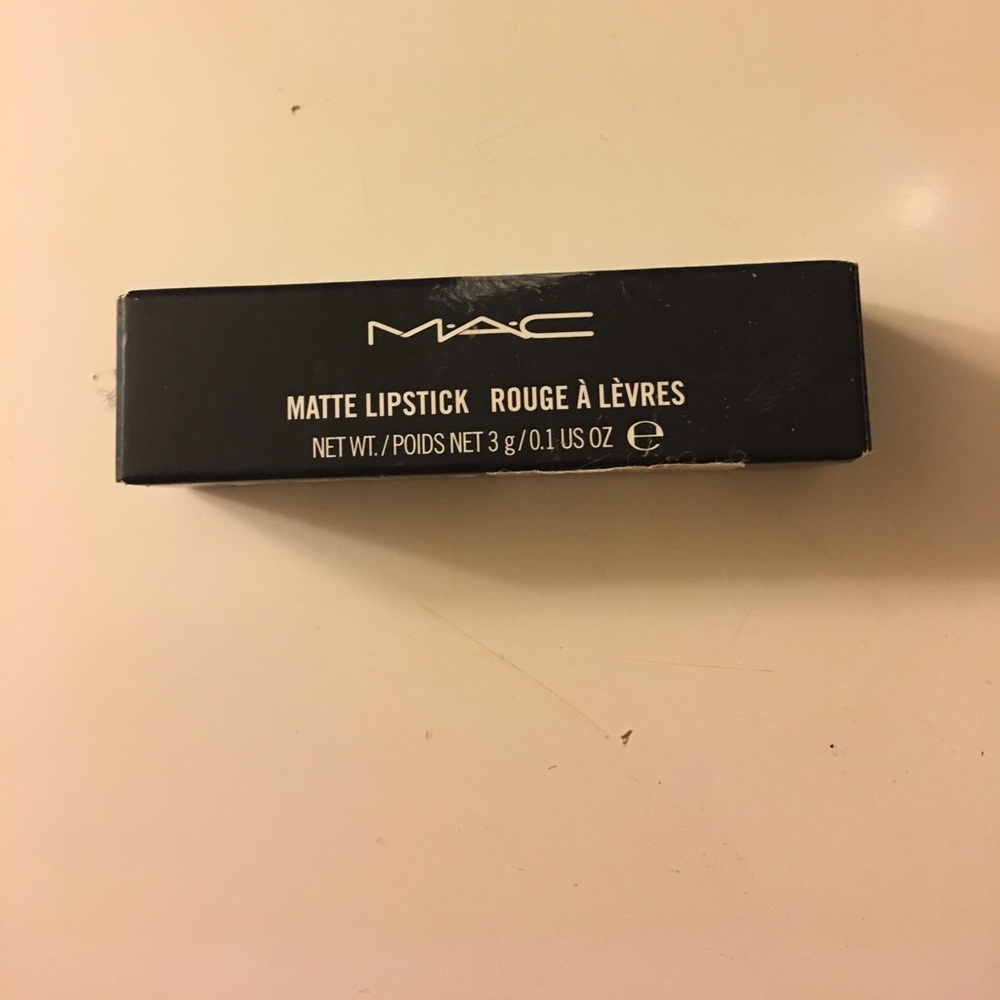 M·A·C
MATTE LIPSTICK ROUGE À LÈVRES
NET WT./POIDS NET 3 g/0.1 US OZ ℮